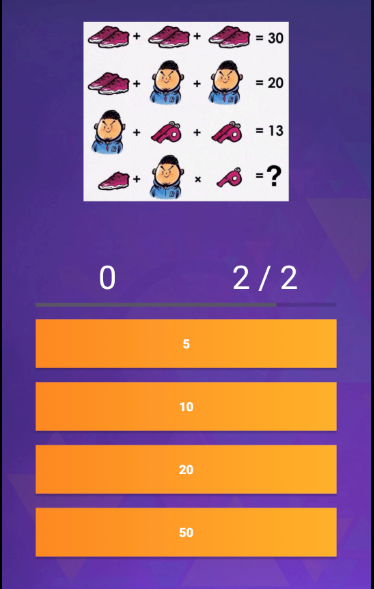 + + = 30
+ + = 20
+ + = 13
+ × = ?
0 2 / 2
5
10
20
50